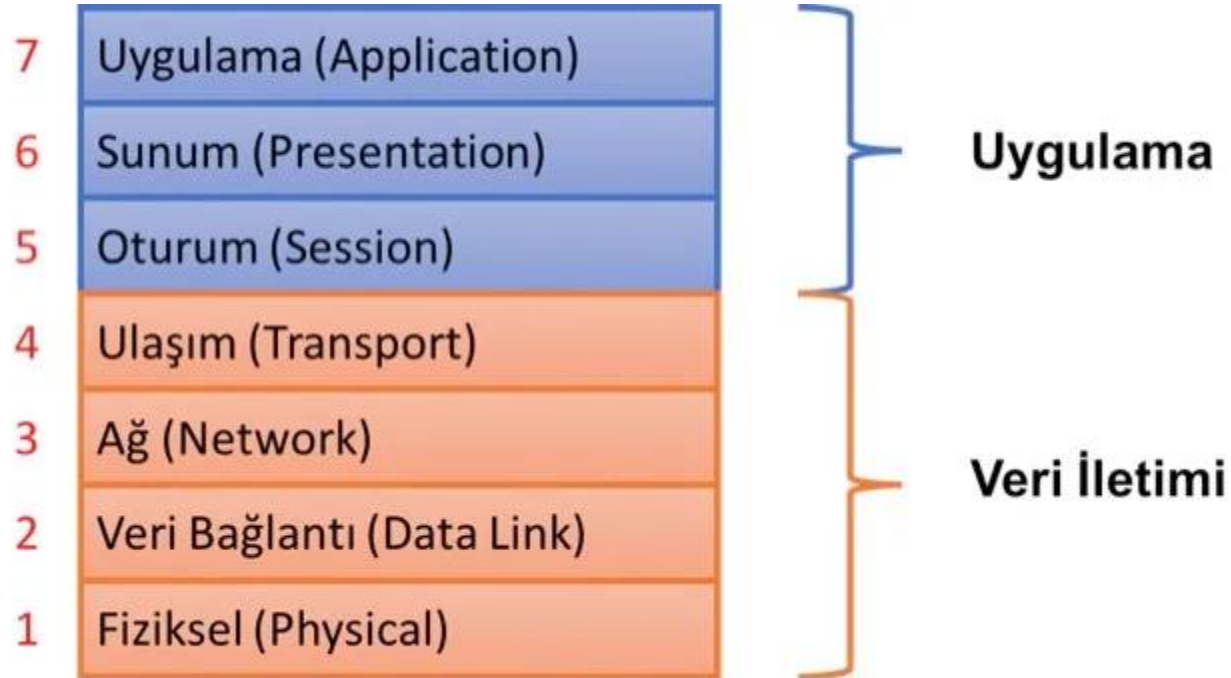 7 Uygulama (Application)
6 Sunum (Presentation)
5 Oturum (Session)
Uygulama
4 Ulaşım (Transport)
3 Ağ (Network)
2 Veri Bağlantı (Data Link)
1 Fiziksel (Physical)
Veri İletimi